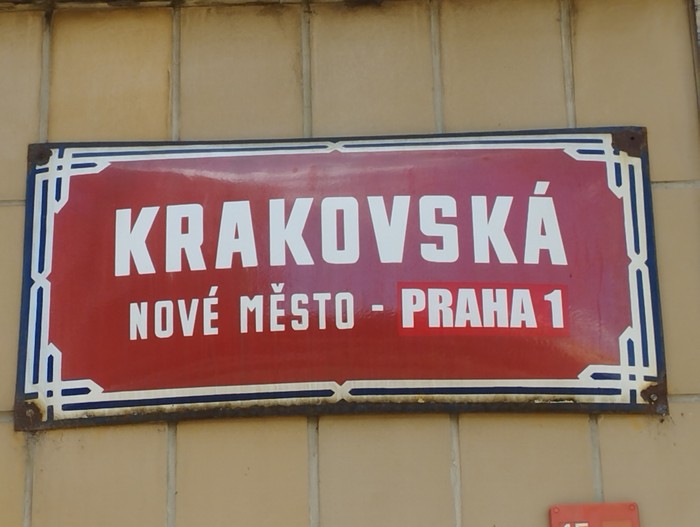 KRAKOVSKÁ
NOVÉ MĚSTO - PRAHA 1